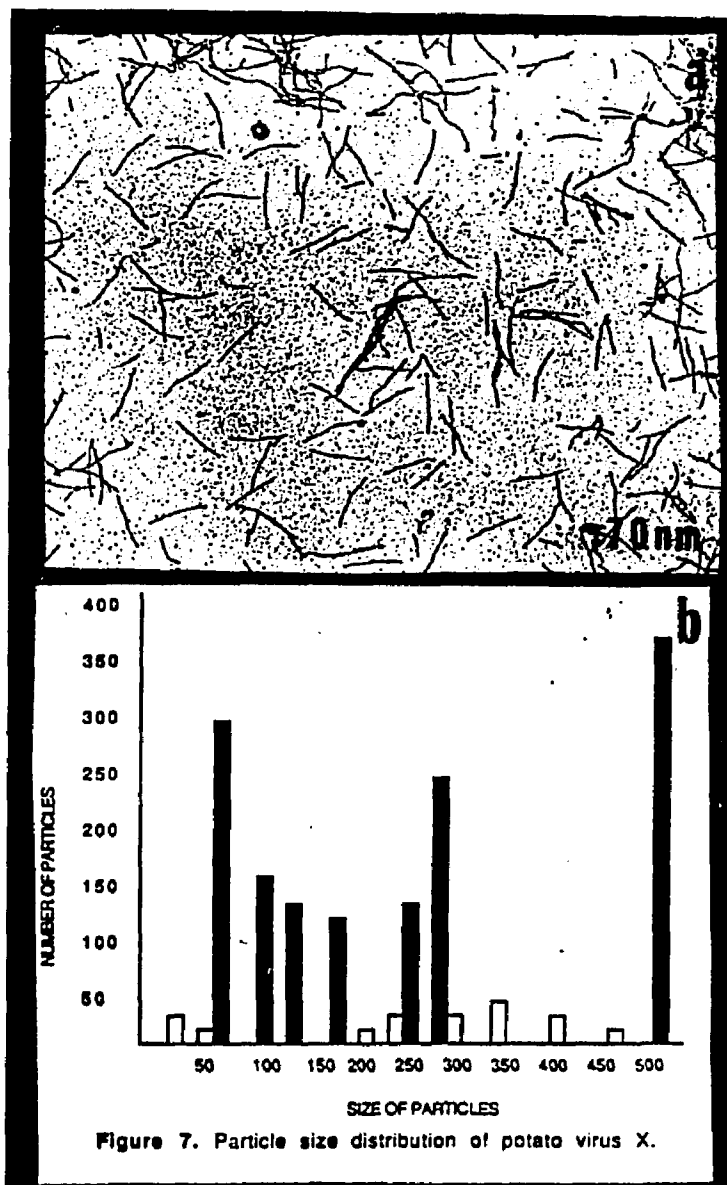 a
70nm
b
400
350
300
250
200
150
100
50
NUMBER OF PARTICLES
50 100 150 200 250 300 350 400 450 500
SIZE OF PARTICLES
Figure 7. Particle size distribution of potato virus X.